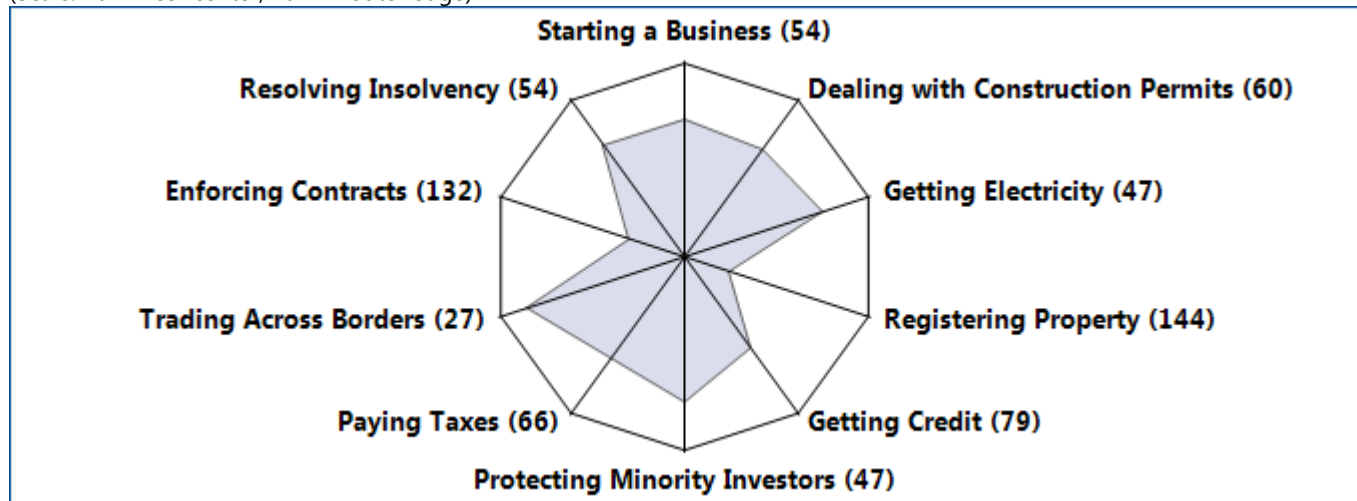 Starting a Business (54)
Resolving Insolvency (54)
Dealing with Construction Permits (60)
Enforcing Contracts (132)
Getting Electricity (47)
Trading Across Borders (27)
Registering Property (144)
Paying Taxes (66)
Getting Credit (79)
Protecting Minority Investors (47)